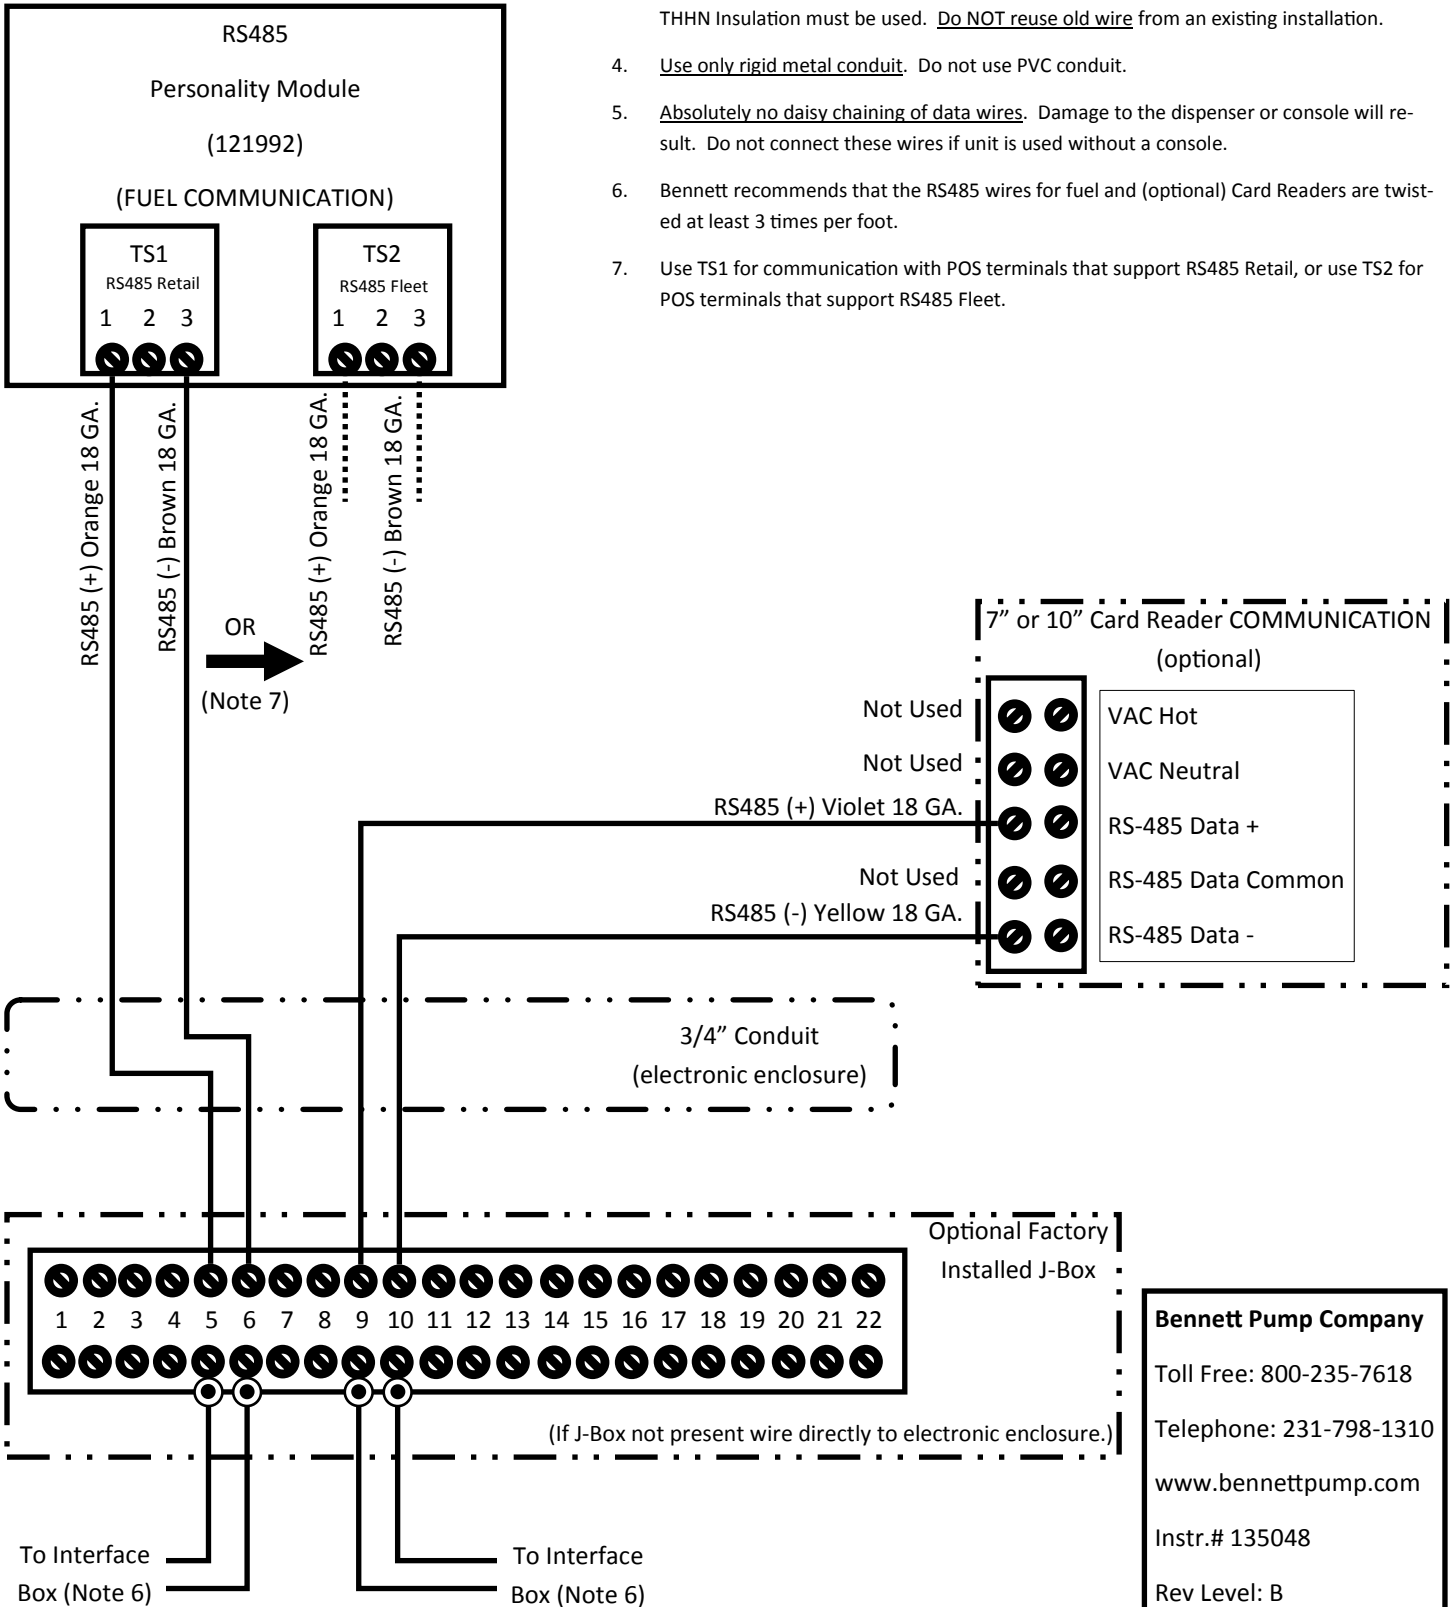 THHN Insulation must be used.  Do NOT reuse old wire from an existing installation.
4. Use only rigid metal conduit.  Do not use PVC conduit.
5. Absolutely no daisy chaining of data wires.  Damage to the dispenser or console will re-
sult.  Do not connect these wires if unit is used without a console.
6. Bennett recommends that the RS485 wires for fuel and (optional) Card Readers are twist-
ed at least 3 times per foot.
7. Use TS1 for communication with POS terminals that support RS485 Retail, or use TS2 for
POS terminals that support RS485 Fleet.
RS485
Personality Module
(121992)
(FUEL COMMUNICATION)
TS1
RS485 Retail
1 2 3
TS2
RS485 Fleet
1 2 3
RS485 (+) Orange 18 GA.
RS485 (-) Brown 18 GA.
OR
(Note 7)
RS485 (+) Orange 18 GA.
RS485 (-) Brown 18 GA.
7” or 10” Card Reader COMMUNICATION
(optional)
Not Used
VAC Hot
Not Used
VAC Neutral
RS485 (+) Violet 18 GA.
RS-485 Data +
Not Used
RS-485 Data Common
RS485 (-) Yellow 18 GA.
RS-485 Data -
3/4” Conduit
(electronic enclosure)
Optional Factory
Installed J-Box
1 2 3 4 5 6 7 8 9 10 11 12 13 14 15 16 17 18 19 20 21 22
(If J-Box not present wire directly to electronic enclosure.)
To Interface
Box (Note 6)
To Interface
Box (Note 6)
Bennett Pump Company
Toll Free: 800-235-7618
Telephone: 231-798-1310
www.bennettpump.com
Instr.# 135048
Rev Level: B